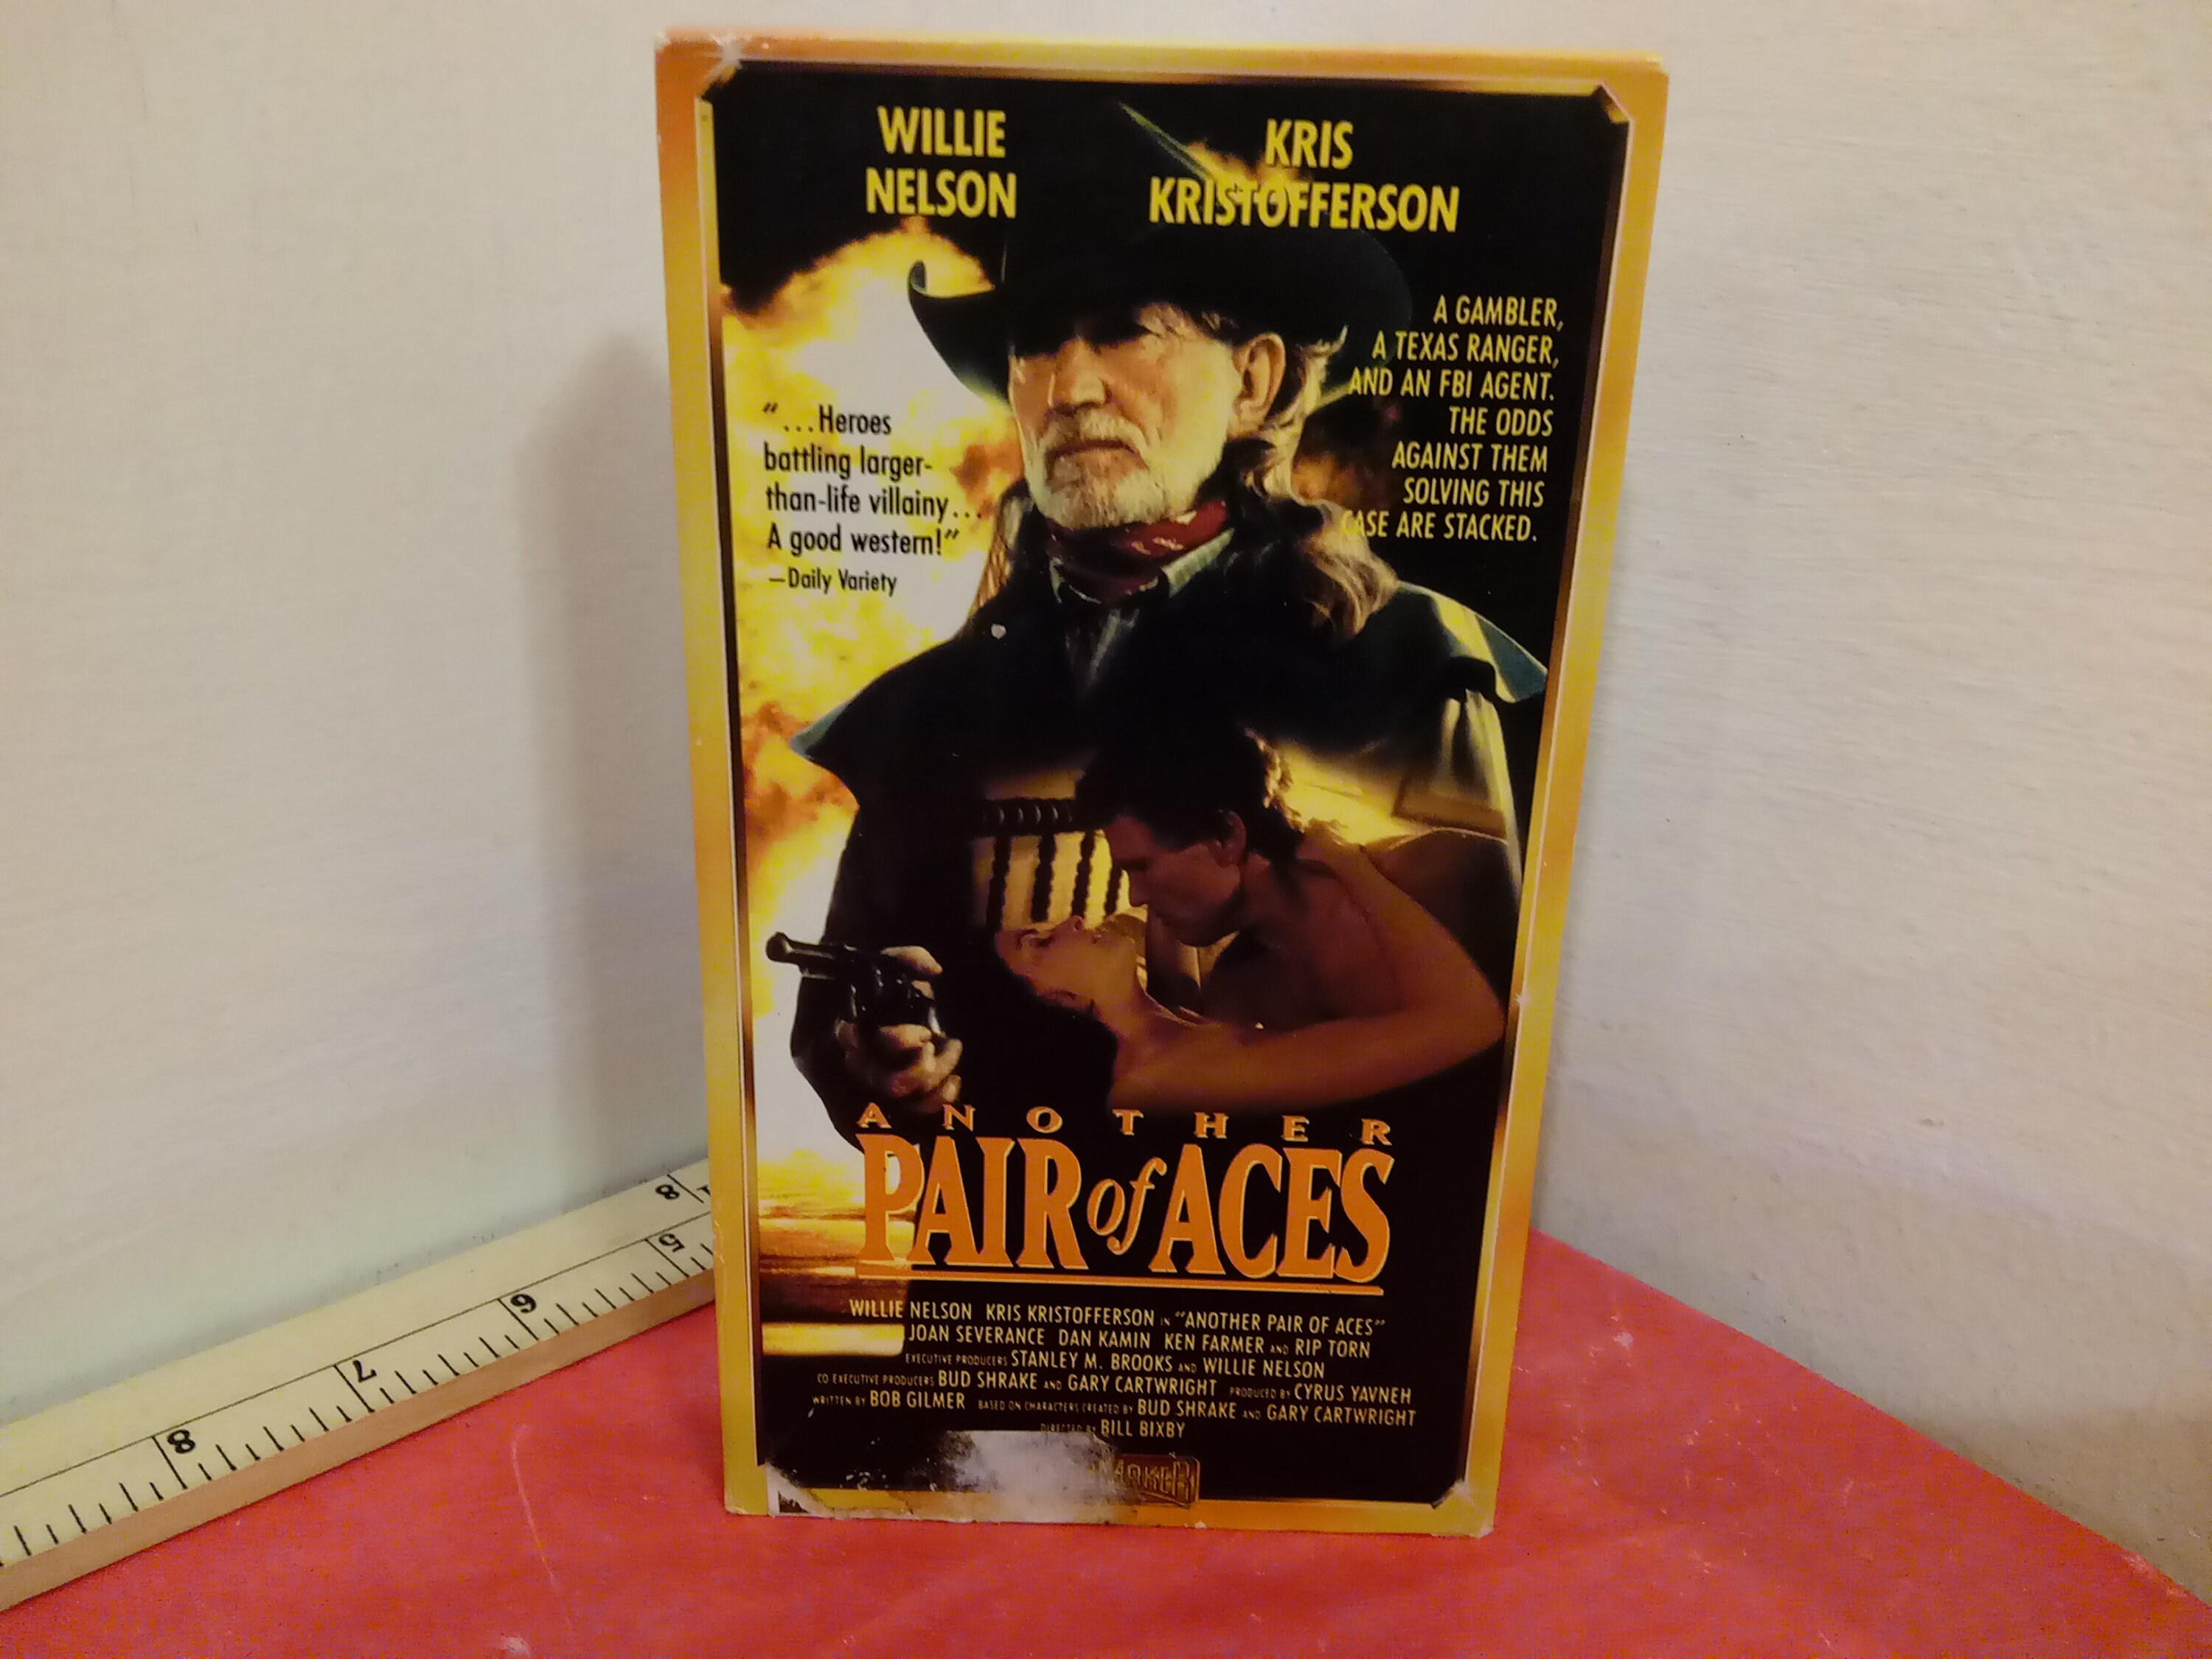 WILLIE
NELSON
KRIS
KRISTOFFERSON
A GAMBLER,
A TEXAS RANGER,
AND AN FBI AGENT.
THE ODDS
AGAINST THEM
SOLVING THIS
CASE ARE STACKED.
"...Heroes
battling larger-
than-life villainy...
A good western!"
—Daily Variety
ANOTHER
PAIR of ACES
WILLIE NELSON KRIS KRISTOFFERSON IN "ANOTHER PAIR OF ACES"
JOAN SEVERANCE DAN KAMIN KEN FARMER AND RIP TORN
EXECUTIVE PRODUCERS STANLEY M. BROOKS AND WILLIE NELSON
CO EXECUTIVE PRODUCERS BUD SHRAKE AND GARY CARTWRIGHT PRODUCED BY CYRUS YAVNEH
WRITTEN BY BOB GILMER BASED ON CHARACTERS CREATED BY BUD SHRAKE AND GARY CARTWRIGHT
DIRECTED BY BILL BIXBY
8
7
6
5
8